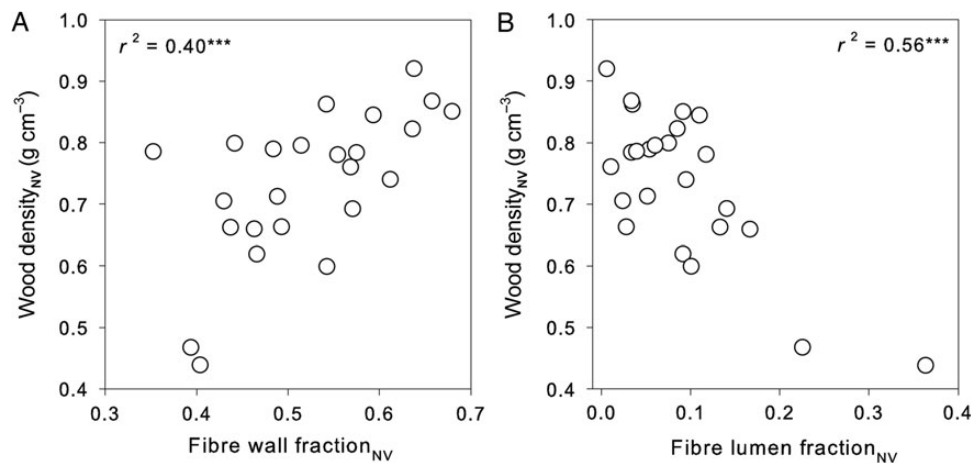 A
r² = 0.40***
Wood density_NV (g cm⁻³)
1.0
0.9
0.8
0.7
0.6
0.5
0.4
0.3 0.4 0.5 0.6 0.7
Fibre wall fraction_NV
B
r² = 0.56***
Wood density_NV (g cm⁻³)
1.0
0.9
0.8
0.7
0.6
0.5
0.4
0.0 0.1 0.2 0.3 0.4
Fibre lumen fraction_NV